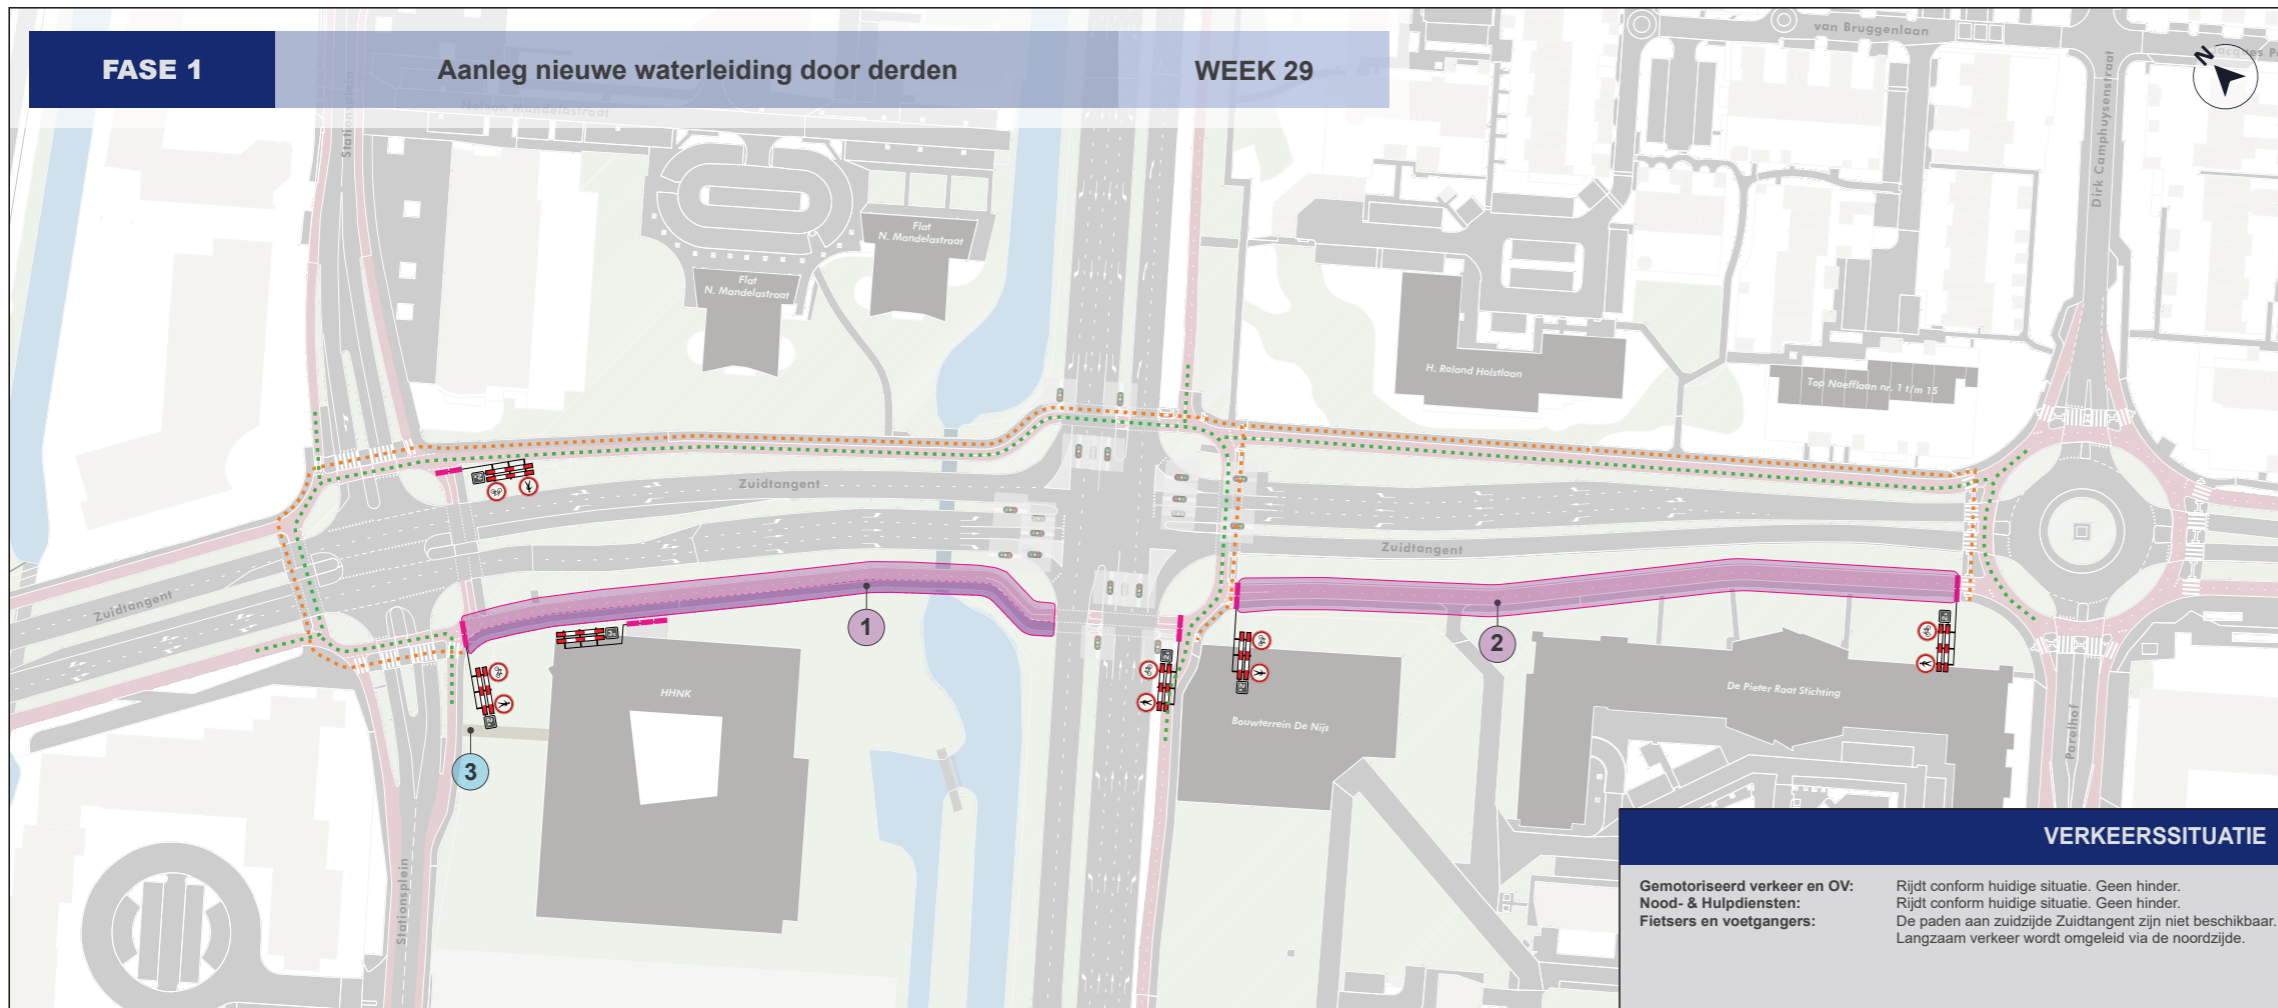 FASE 1
Aanleg nieuwe waterleiding door derden
WEEK 29
van Bruggenlaan
N
Stationsplein
Nelson Mandelastraat
Dirk Camphuysenstraat
Flat
N. Mandelastraat
Flat
N. Mandelastraat
H. Roland Holstlaan
Top Naefflaan nr. 1 t/m 15
Zuidtangent
Zuidtangent
Zuidtangent
1
2
3
HHNK
Bouwterrein De Nijs
De Pieter Raat Stichting
Parelhof
Stationsplein
VERKEERSSITUATIE
Gemotoriseerd verkeer en OV: Rijdt conform huidige situatie. Geen hinder.
Nood- & Hulpdiensten: Rijdt conform huidige situatie. Geen hinder.
Fietsers en voetgangers: De paden aan zuidzijde Zuidtangent zijn niet beschikbaar.
Langzaam verkeer wordt omgeleid via de noordzijde.